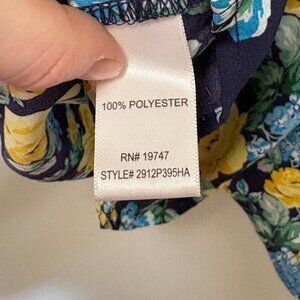 100% POLYESTER
RN# 19747
STYLE# 2912P395HA